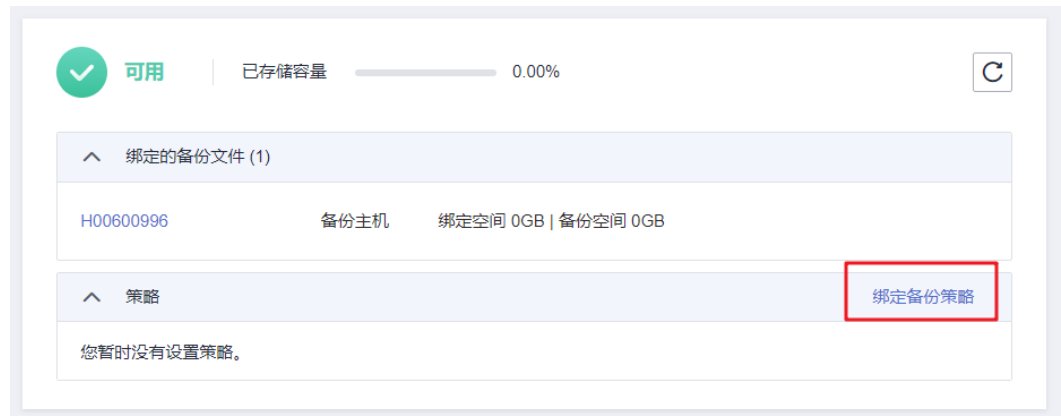 可用 已存储容量 0.00%
绑定的备份文件 (1)
H00600996 备份主机 绑定空间 0GB | 备份空间 0GB
策略 绑定备份策略
您暂时没有设置策略。